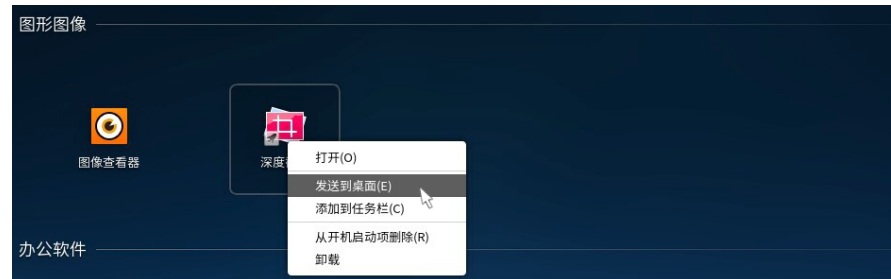 图形图像
图像查看器
深度
打开(O)
发送到桌面(E)
添加到任务栏(C)
从开机启动项删除(R)
卸载
办公软件